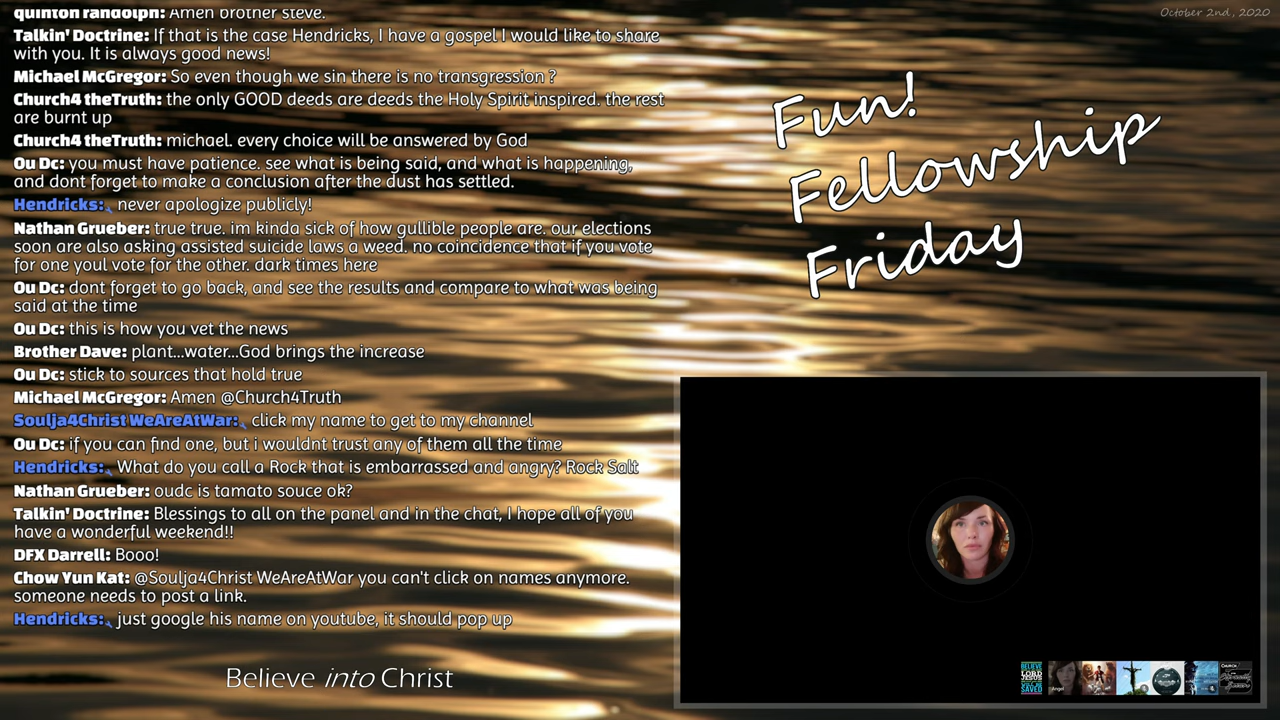 quinton randolph: Amen brother steve.
Talkin' Doctrine: If that is the case Hendricks, I have a gospel I would like to share
with you. It is always good news!
Michael McGregor: So even though we sin there is no transgression ?
Church4 theTruth: the only GOOD deeds are deeds the Holy Spirit inspired. the rest
are burnt up
Church4 theTruth: michael. every choice will be answered by God
Ou Dc: you must have patience. see what is being said, and what is happening,
and dont forget to make a conclusion after the dust has settled.
Hendricks: never apologize publicly!
Nathan Grueber: true true. im kinda sick of how gullible people are. our elections
soon are also asking assisted suicide laws a weed. no coincidence that if you vote
for one youl vote for the other. dark times here
Ou Dc: dont forget to go back, and see the results and compare to what was being
said at the time
Ou Dc: this is how you vet the news
Brother Dave: plant...water...God brings the increase
Ou Dc: stick to sources that hold true
Michael McGregor: Amen @Church4Truth
Soulja4Christ WeAreAtWar: click my name to get to my channel
Ou Dc: if you can find one, but i wouldnt trust any of them all the time
Hendricks: What do you call a Rock that is embarrassed and angry? Rock Salt
Nathan Grueber: oudc is tamato souce ok?
Talkin' Doctrine: Blessings to all on the panel and in the chat, I hope all of you
have a wonderful weekend!!
DFX Darrell: Booo!
Chow Yun Kat: @Soulja4Christ WeAreAtWar you can't click on names anymore.
someone needs to post a link.
Hendricks: just google his name on youtube, it should pop up
Believe into Christ
October 2nd, 2020
Fun!
Fellowship
Friday
BELIEVE
LORD
JESUS
SAVED
Angel
CHURCH